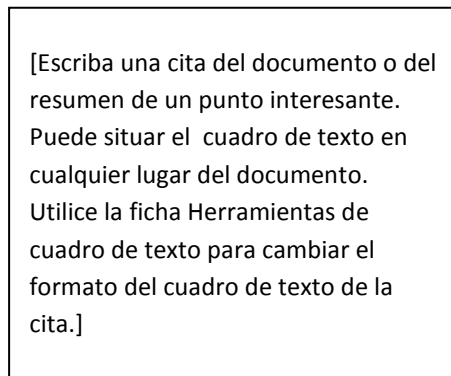 [Escriba una cita del documento o del
resumen de un punto interesante.
Puede situar el  cuadro de texto en
cualquier lugar del documento.
Utilice la ficha Herramientas de
cuadro de texto para cambiar el
formato del cuadro de texto de la
cita.]